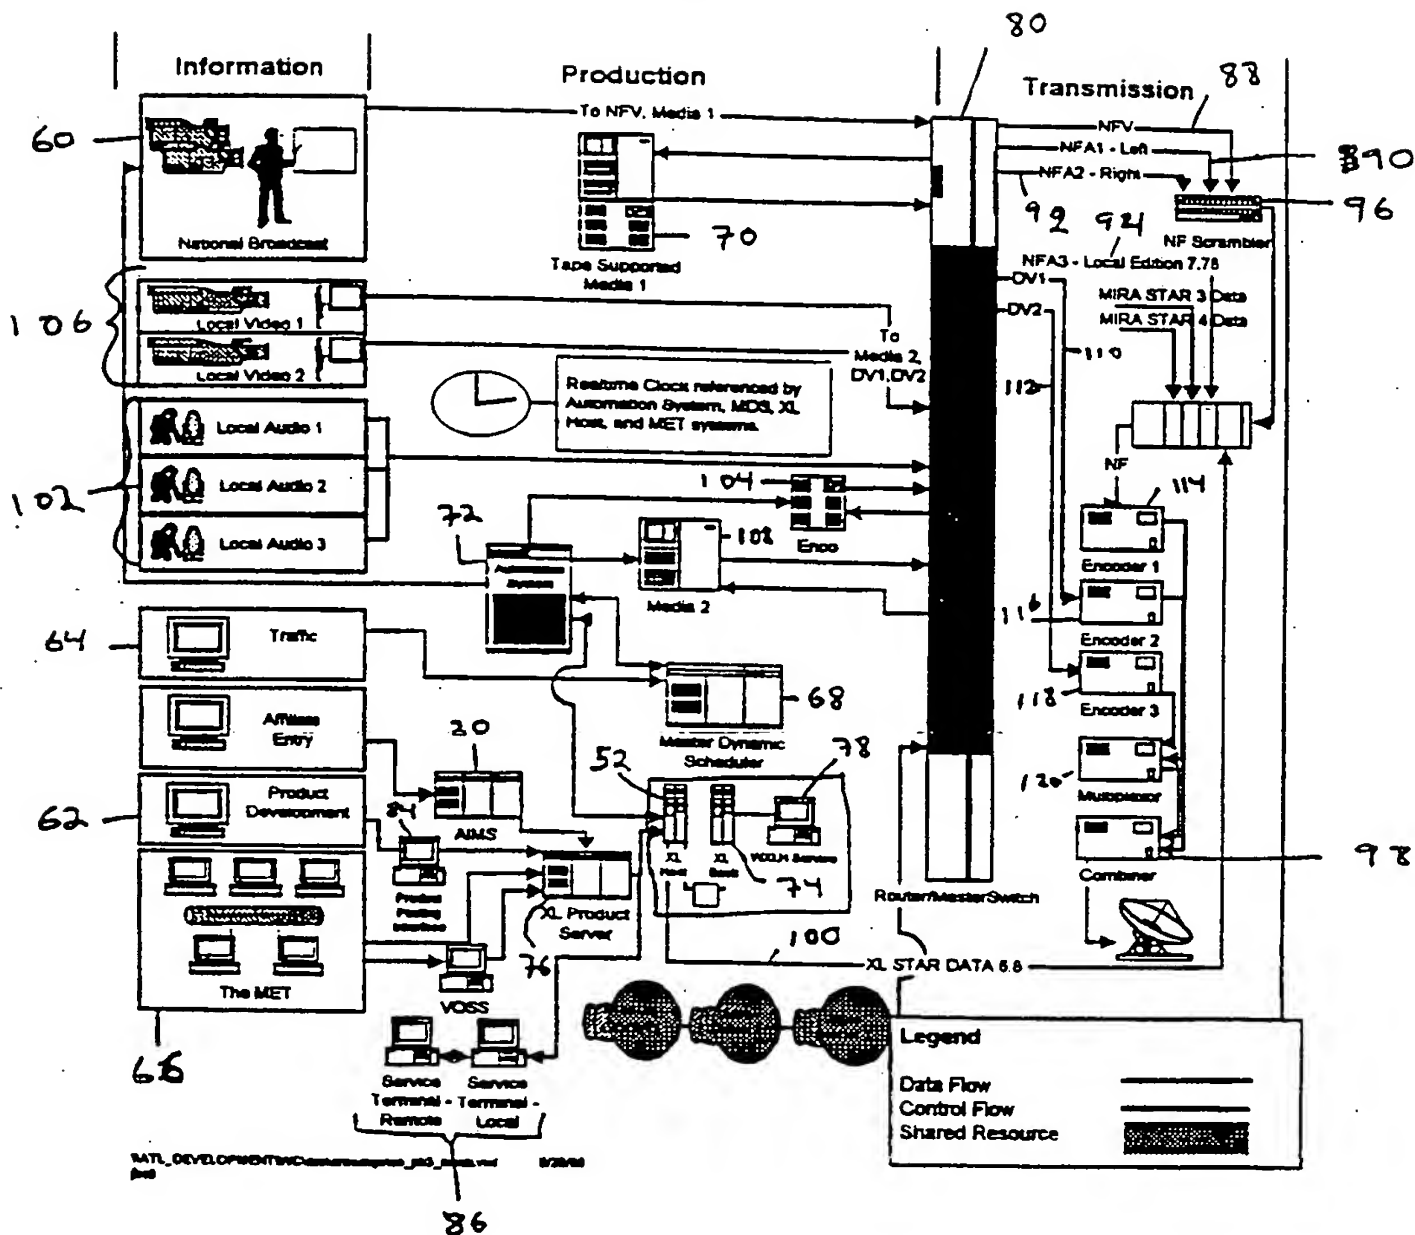 80
Information
Production
Transmission
88
60
To NFV, Media 1
NFV
NFA1 - Left
90
NFA2 - Right
92
96
National Broadcast
70
Tape Supported
Media 1
94
NF Scrambler
NFA3 - Local Edition 7.78
DV1
DV2
MIRA STAR 3 Data
MIRA STAR 4 Data
106
Local Video 1
Local Video 2
To
Media 2,
DV1, DV2
110
112
Realtime Clock referenced by
Automation System, MDS, XL
Host, and MET systems.
102
Local Audio 1
Local Audio 2
Local Audio 3
NF
104
Enco
114
Encoder 1
72
Automation
System
108
Media 2
116
Encoder 2
64
Traffic
68
Master Dynamic
Scheduler
118
Encoder 3
Affiliate
Entry
20
AIMS
52
78
120
Multiplexor
62
Product
Development
84
Product
Posting
Interface
XL
Host
XL
74
98
Combiner
Router/MasterSwitch
XL Product
Server
76
100
XL STAR DATA 6.8
The MET
VOSS
66
Service
Terminal -
Remote
Service
Terminal -
Local
86
Legend
Data Flow
Control Flow
Shared Resource